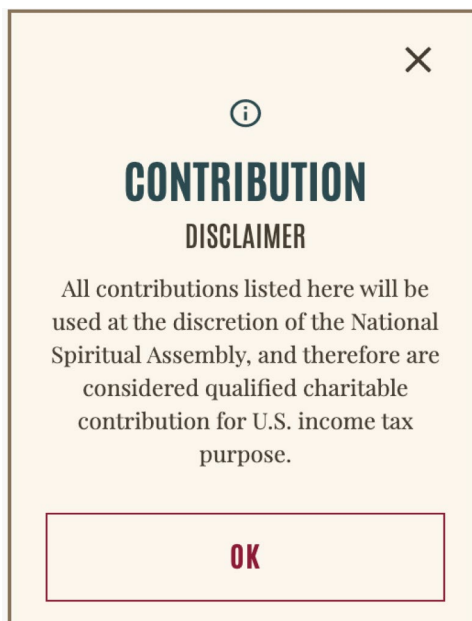 CONTRIBUTION
DISCLAIMER
All contributions listed here will be
used at the discretion of the National
Spiritual Assembly, and therefore are
considered qualified charitable
contribution for U.S. income tax
purpose.
OK